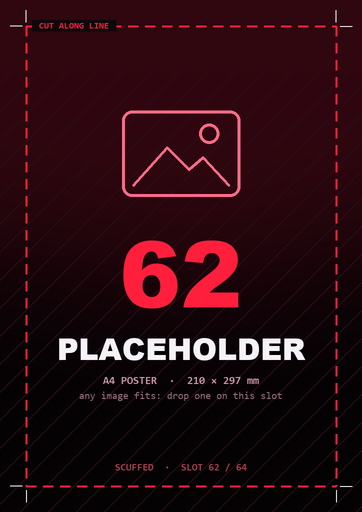 CUT ALONG LINE
62
PLACEHOLDER
A4 POSTER · 210 × 297 mm
any image fits: drop one on this slot
SCUFFED · SLOT 62 / 64